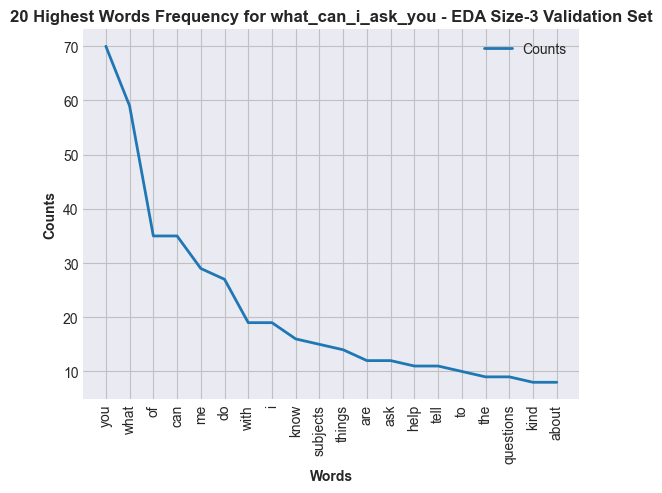 20 Highest Words Frequency for what_can_i_ask_you - EDA Size-3 Validation Set
Counts
70
60
50
40
30
20
10
Counts
you
what
of
can
me
do
with
i
know
subjects
things
are
ask
help
tell
to
the
questions
kind
about
Words